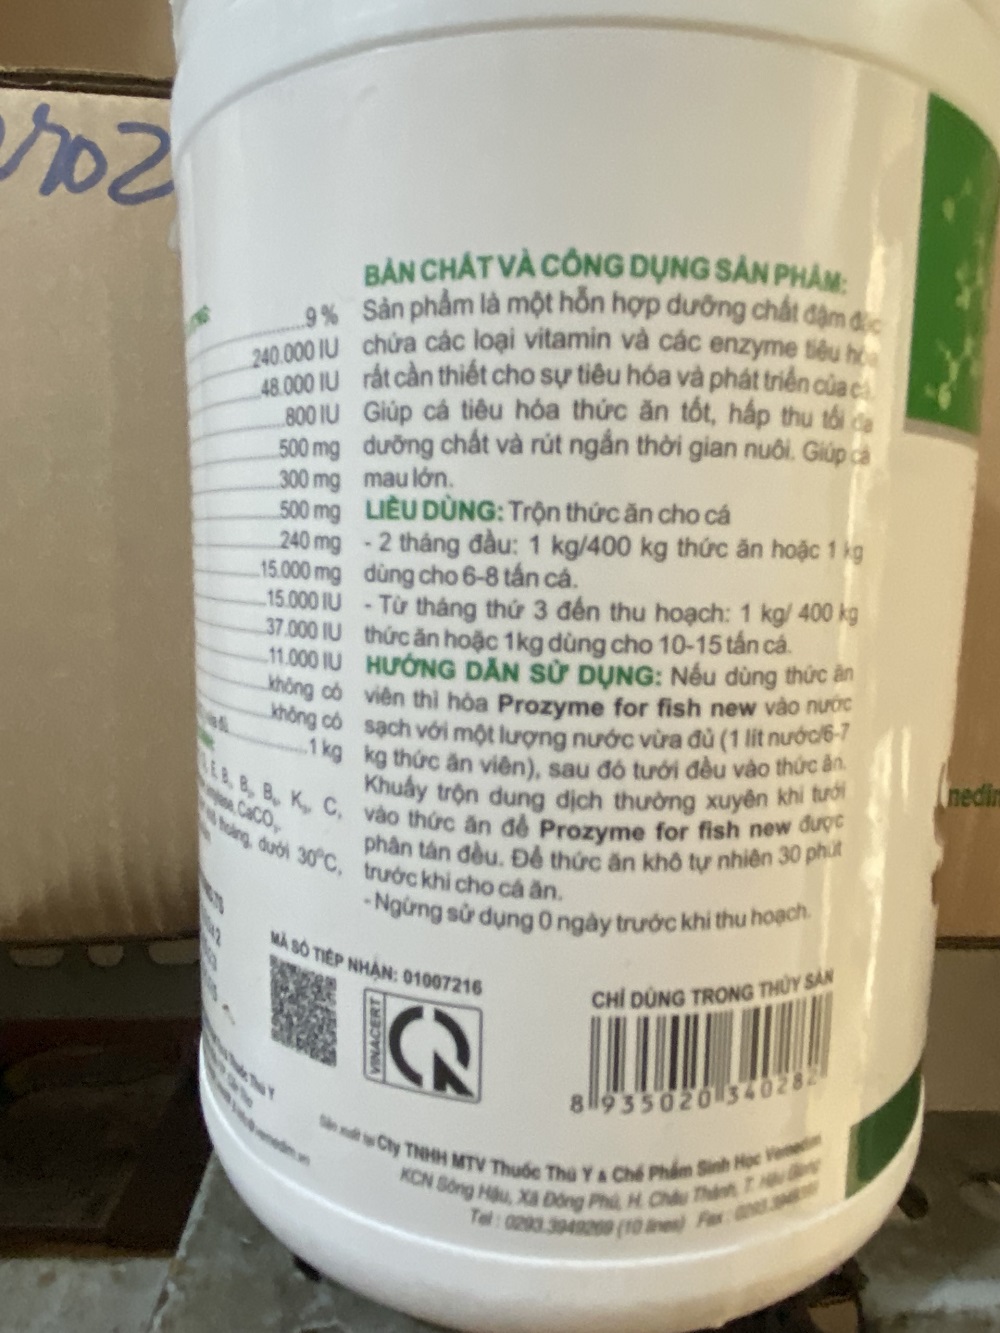 BẢN CHẤT VÀ CÔNG DỤNG SẢN PHẨM:
Sản phẩm là một hỗn hợp dưỡng chất đậm đặc
chứa các loại vitamin và các enzyme tiêu hóa
rất cần thiết cho sự tiêu hóa và phát triển của cá.
Giúp cá tiêu hóa thức ăn tốt, hấp thu tối đa
dưỡng chất và rút ngắn thời gian nuôi. Giúp cá
mau lớn.
LIỀU DÙNG: Trộn thức ăn cho cá
- 2 tháng đầu: 1 kg/400 kg thức ăn hoặc 1 kg
dùng cho 6-8 tấn cá.
- Từ tháng thứ 3 đến thu hoạch: 1 kg/ 400 kg
thức ăn hoặc 1kg dùng cho 10-15 tấn cá.
HƯỚNG DẪN SỬ DỤNG: Nếu dùng thức ăn
viên thì hòa Prozyme for fish new vào nước
sạch với một lượng nước vừa đủ (1 lít nước/6-7
kg thức ăn viên), sau đó tưới đều vào thức ăn.
Khuấy trộn dung dịch thường xuyên khi tưới
vào thức ăn để Prozyme for fish new được
phân tán đều. Để thức ăn khô tự nhiên 30 phút
trước khi cho cá ăn.
- Ngừng sử dụng 0 ngày trước khi thu hoạch.
9 %
240.000 IU
48.000 IU
800 IU
500 mg
300 mg
500 mg
240 mg
15.000 mg
15.000 IU
37.000 IU
11.000 IU
không có
không có
1 kg
E, B₁, B₂, B₆, K₃, C,
CaCO₃
thoáng, dưới 30°C,
MÃ SỐ TIẾP NHẬN: 01007216
VINACERT
CHỈ DÙNG TRONG THỦY SẢN
8 935020 340282
Sản xuất tại Cty TNHH MTV Thuốc Thú Y & Chế Phẩm Sinh Học Vemedim
KCN Sông Hậu, Xã Đông Phú, H. Châu Thành, T. Hậu Giang
Tel : 0293.3949269 (10 lines) Fax :
Thuốc Thú Y